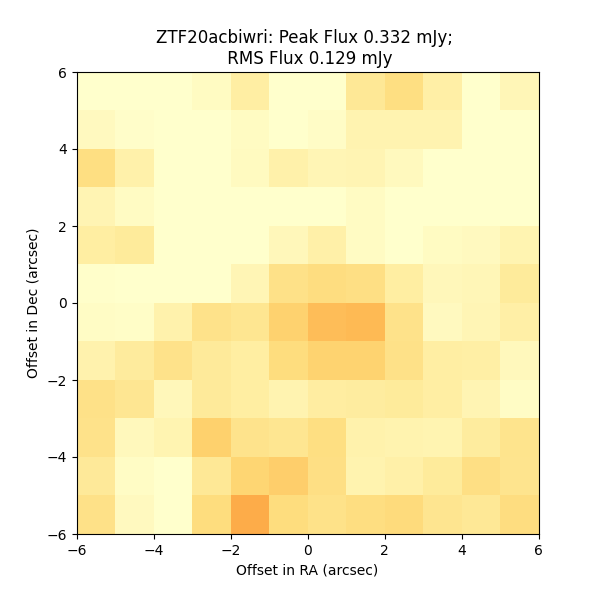 ZTF20acbiwri: Peak Flux 0.332 mJy;
RMS Flux 0.129 mJy
6
4
2
0
−2
−4
−6
Offset in Dec (arcsec)
−6 −4 −2 0 2 4 6
Offset in RA (arcsec)